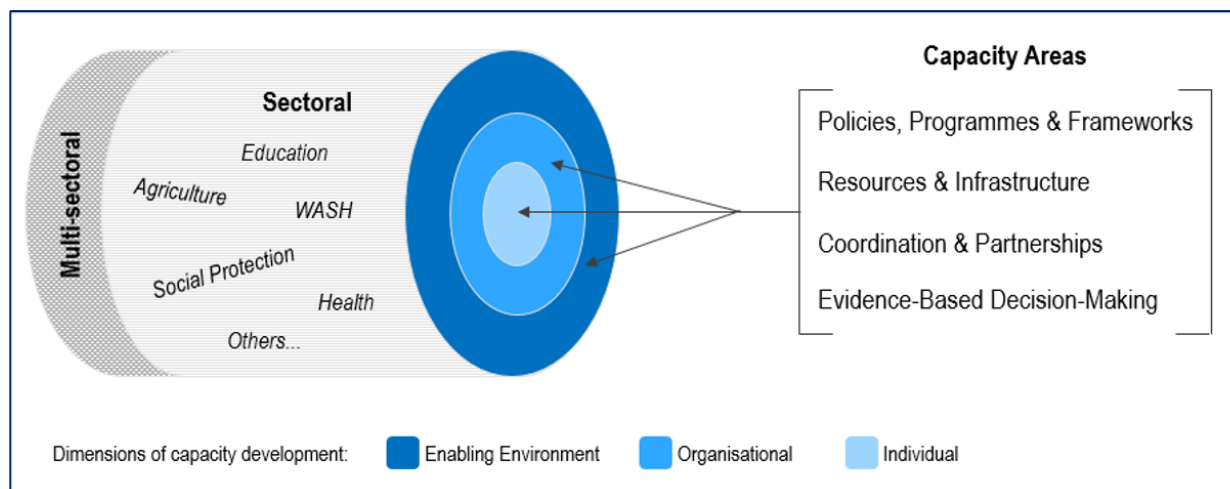 Capacity Areas
Multi-sectoral
Sectoral
Education
Agriculture
WASH
Social Protection
Health
Others...
Policies, Programmes & Frameworks
Resources & Infrastructure
Coordination & Partnerships
Evidence-Based Decision-Making
Dimensions of capacity development: Enabling Environment Organisational Individual